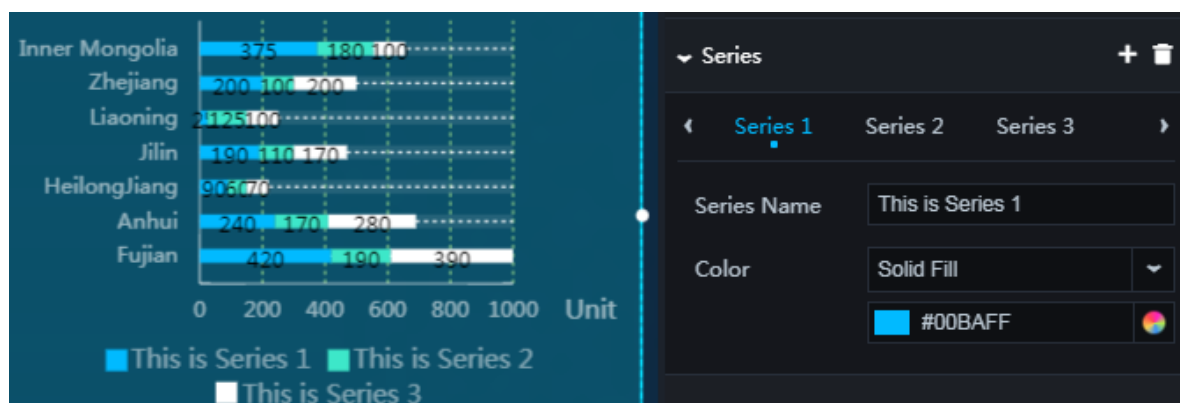 Inner Mongolia 375 180 100
Zhejiang 200 100 200
Liaoning 125 100
Jilin 190 110 170
HeilongJiang 90 60 70
Anhui 240 170 280
Fujian 420 190 390
0 200 400 600 800 1000 Unit
This is Series 1 This is Series 2
This is Series 3
Series
Series 1 Series 2 Series 3
Series Name This is Series 1
Color Solid Fill
#00BAFF